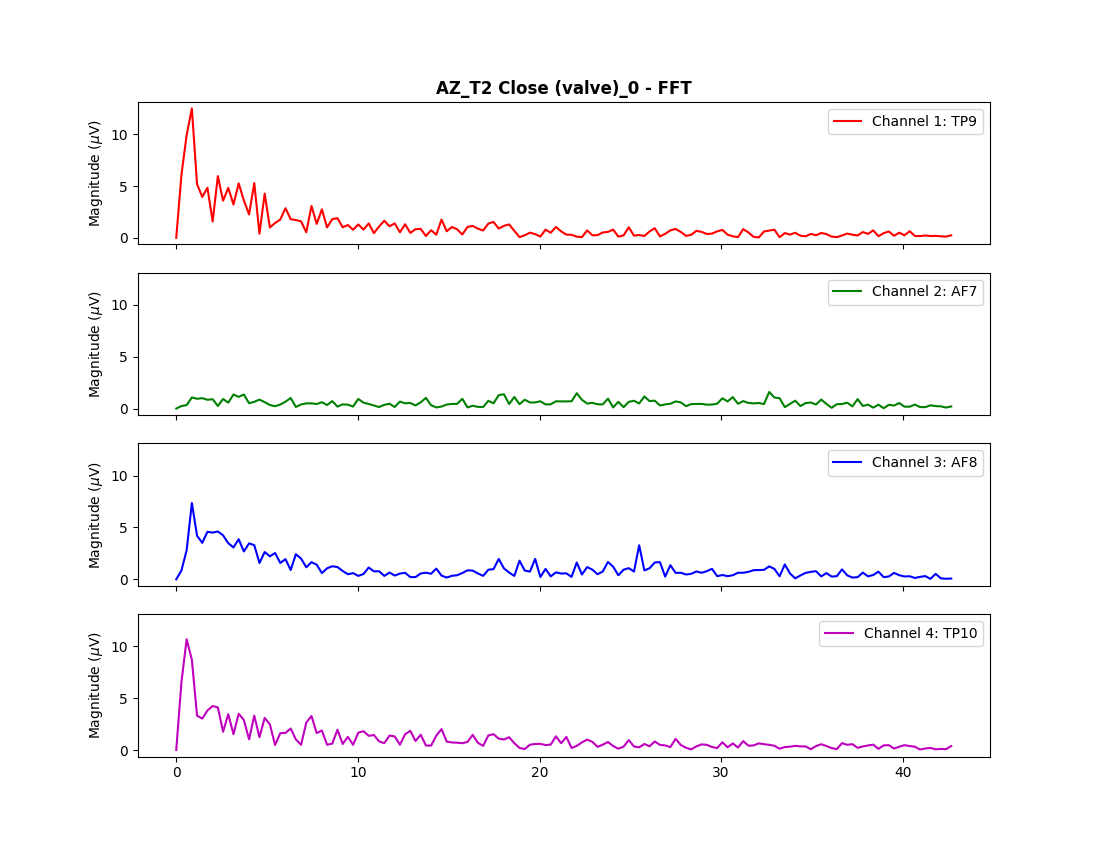 AZ_T2 Close (valve)_0 - FFT
Magnitude (μV)
10
5
0
Channel 1: TP9
Magnitude (μV)
10
5
0
Channel 2: AF7
Magnitude (μV)
10
5
0
Channel 3: AF8
Magnitude (μV)
10
5
0
Channel 4: TP10
0 10 20 30 40